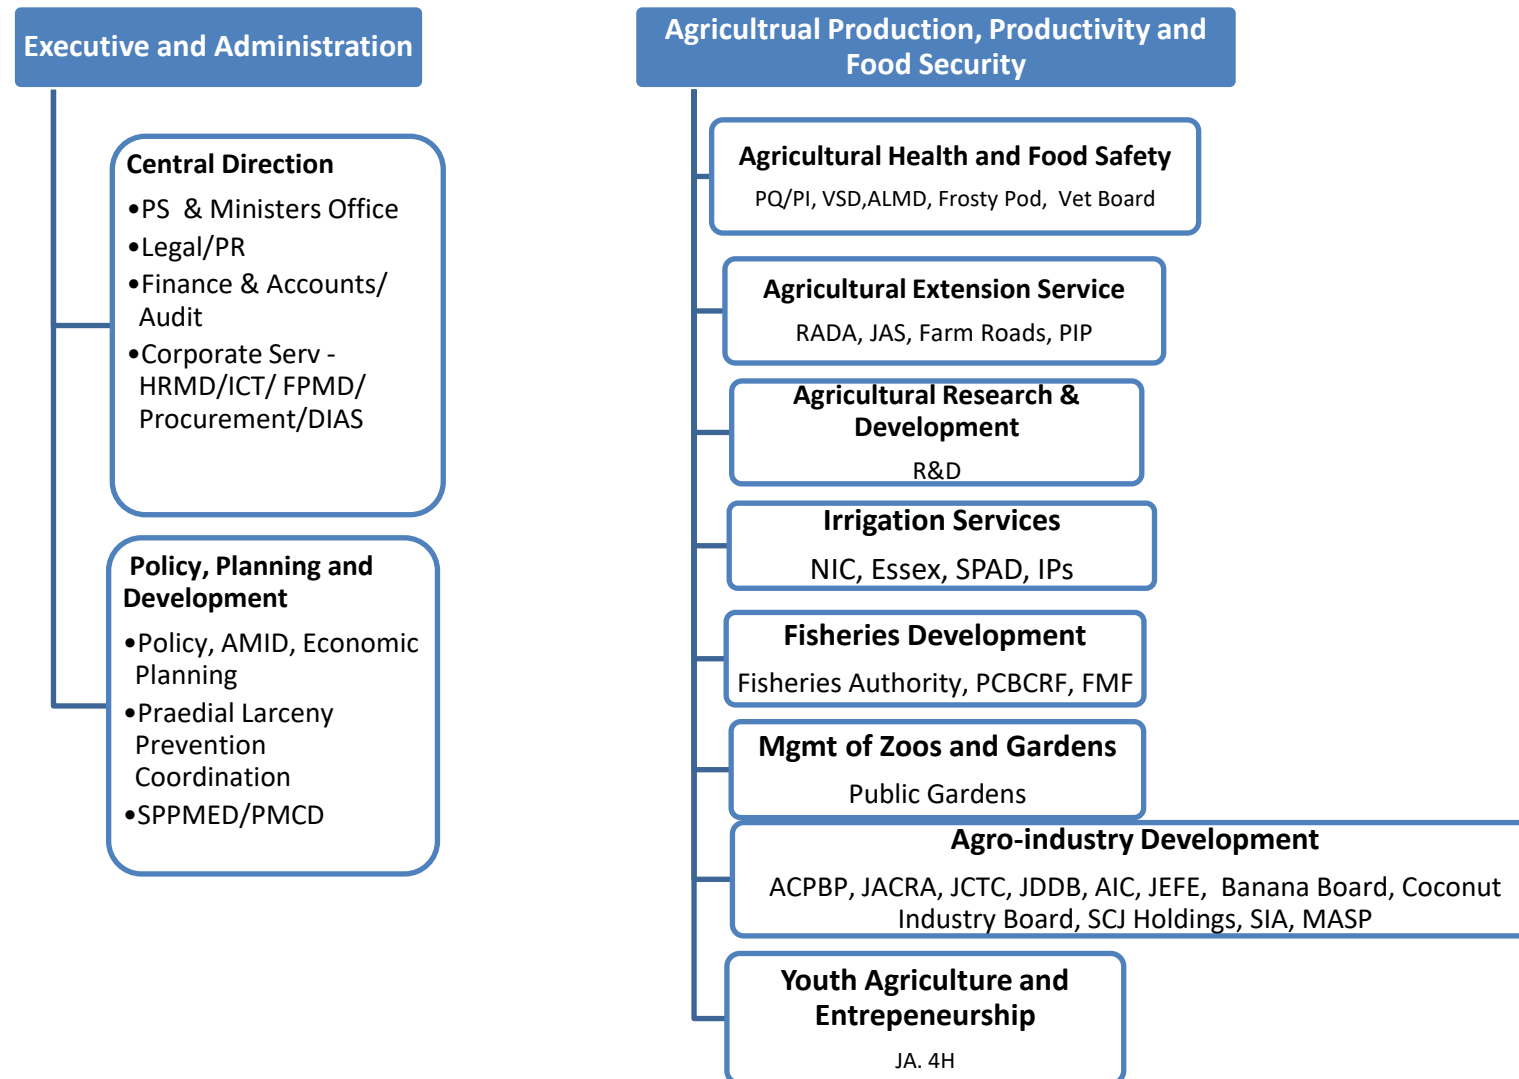 Executive and Administration
Central Direction
•PS & Ministers Office
•Legal/PR
•Finance & Accounts/
Audit
•Corporate Serv -
HRMD/ICT/ FPMD/
Procurement/DIAS
Policy, Planning and
Development
•Policy, AMID, Economic
Planning
•Praedial Larceny
Prevention
Coordination
•SPPMED/PMCD
Agricultrual Production, Productivity and
Food Security
Agricultural Health and Food Safety
PQ/PI, VSD,ALMD, Frosty Pod, Vet Board
Agricultural Extension Service
RADA, JAS, Farm Roads, PIP
Agricultural Research &
Development
R&D
Irrigation Services
NIC, Essex, SPAD, IPs
Fisheries Development
Fisheries Authority, PCBCRF, FMF
Mgmt of Zoos and Gardens
Public Gardens
Agro-industry Development
ACPBP, JACRA, JCTC, JDDB, AIC, JEFE, Banana Board, Coconut
Industry Board, SCJ Holdings, SIA, MASP
Youth Agriculture and
Entrepeneurship
JA. 4H